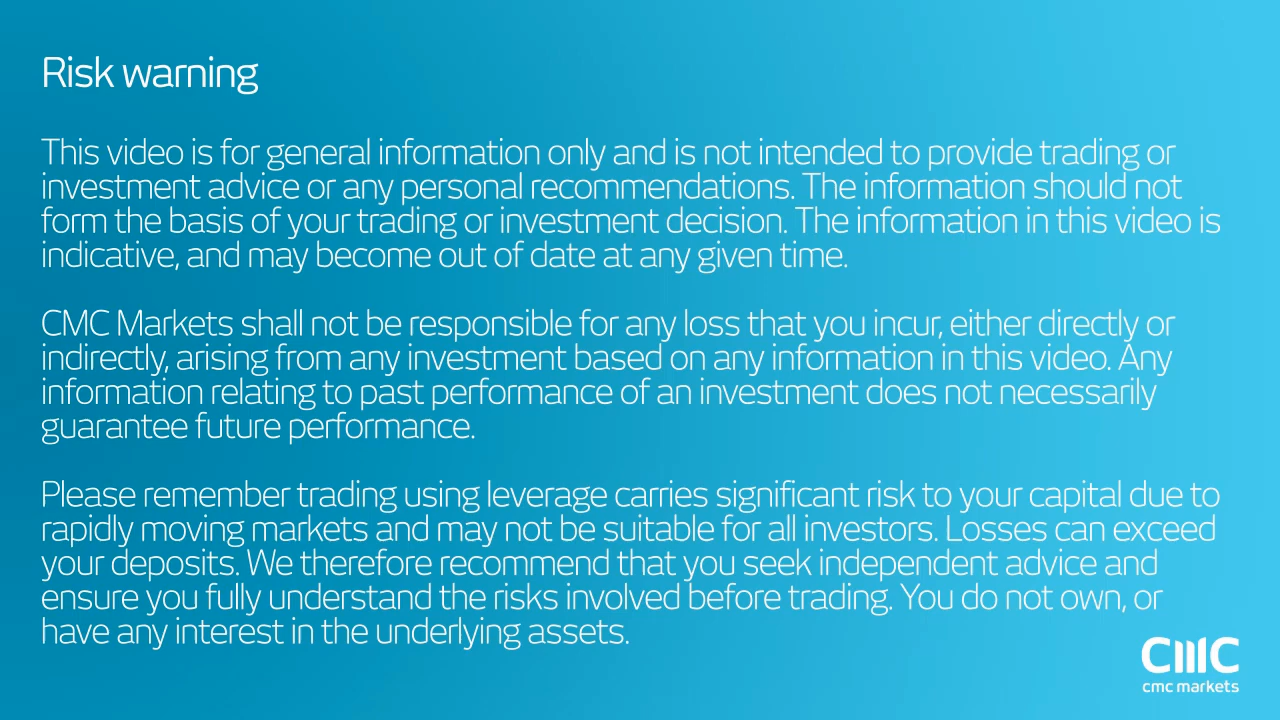 Risk warning
This video is for general information only and is not intended to provide trading or
investment advice or any personal recommendations. The information should not
form the basis of your trading or investment decision. The information in this video is
indicative, and may become out of date at any given time.
CMC Markets shall not be responsible for any loss that you incur, either directly or
indirectly, arising from any investment based on any information in this video. Any
information relating to past performance of an investment does not necessarily
guarantee future performance.
Please remember trading using leverage carries significant risk to your capital due to
rapidly moving markets and may not be suitable for all investors. Losses can exceed
your deposits. We therefore recommend that you seek independent advice and
ensure you fully understand the risks involved before trading. You do not own, or
have any interest in the underlying assets.
CMC
cmc markets